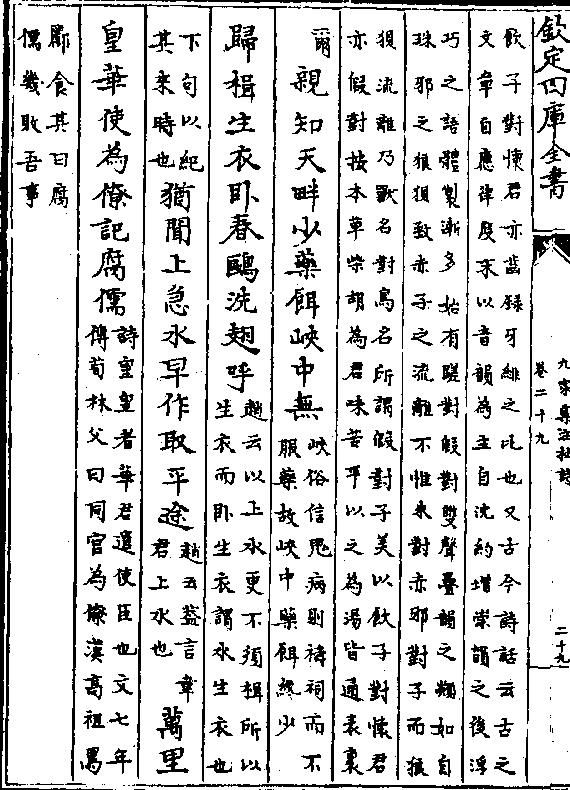 欽定四庫全書
九家集注杜詩
卷二十九
二十九
飲子對懷君亦齒錄牙緋之比也又古今詩話云古之
文章自應律度未以音韻為主自沈約增崇韻之後浮
巧之語體製漸多始有蹉對假對雙聲疊韻之類如自
珠邪之狼狽致赤子之流離不惟朱對赤邪對子而狼
狽流離乃獸名對鳥名所謂假對子美以飲子對懷君
亦假對按本草柴胡為君味苦平以之為湯皆通表裏
爾
親知天畔少藥餌峽中無
峽俗信鬼病則禱祠而不
服藥故峽中藥餌終少
歸楫生衣卧春鷗洗翅呼
趙云以上水更不須楫所以
生衣而卧生衣謂水生衣也
下句以紀
其來時也
猶聞上急水早作取平途
趙云葢言韋
君上水也
萬里
皇華使為僚記腐儒
詩皇皇者華君遣使臣也文七年
傳荀林父曰同官為僚漢高祖罵
酈食其曰腐
儒幾敗吾事